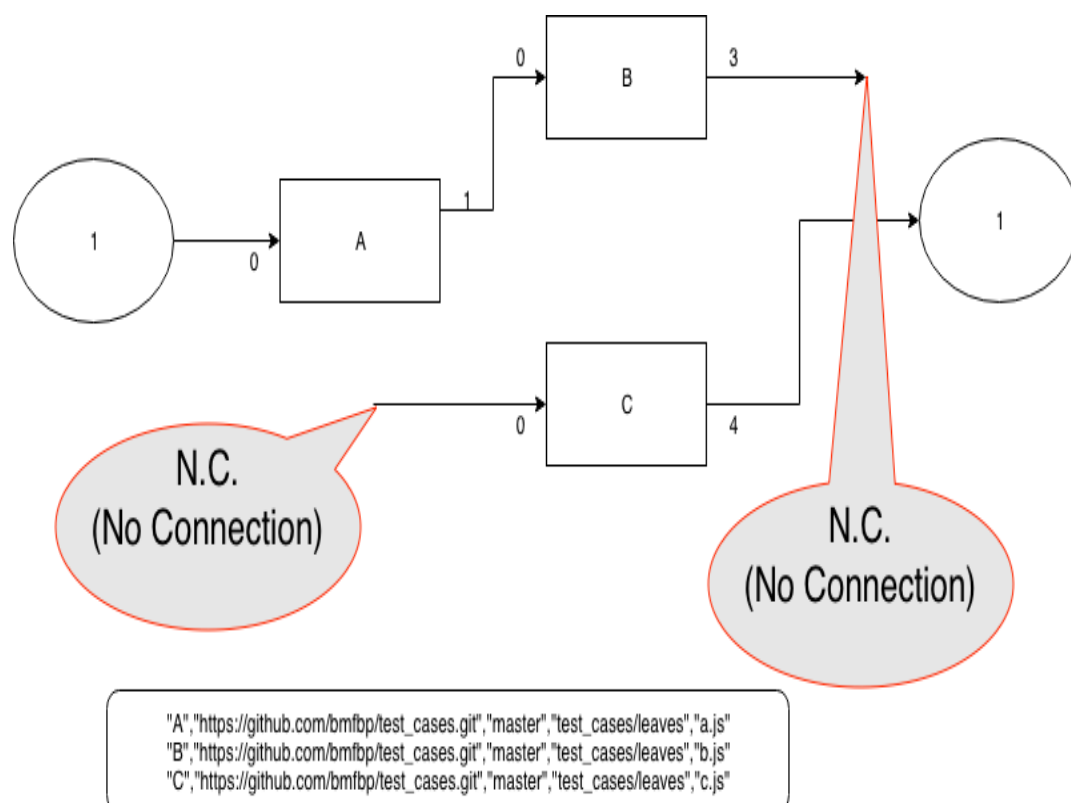 0
B
3
1
0
A
1
1
0
C
4
N.C.
(No Connection)
N.C.
(No Connection)
"A","https://github.com/bmfbp/test_cases.git","master","test_cases/leaves","a.js"
"B","https://github.com/bmfbp/test_cases.git","master","test_cases/leaves","b.js"
"C","https://github.com/bmfbp/test_cases.git","master","test_cases/leaves","c.js"